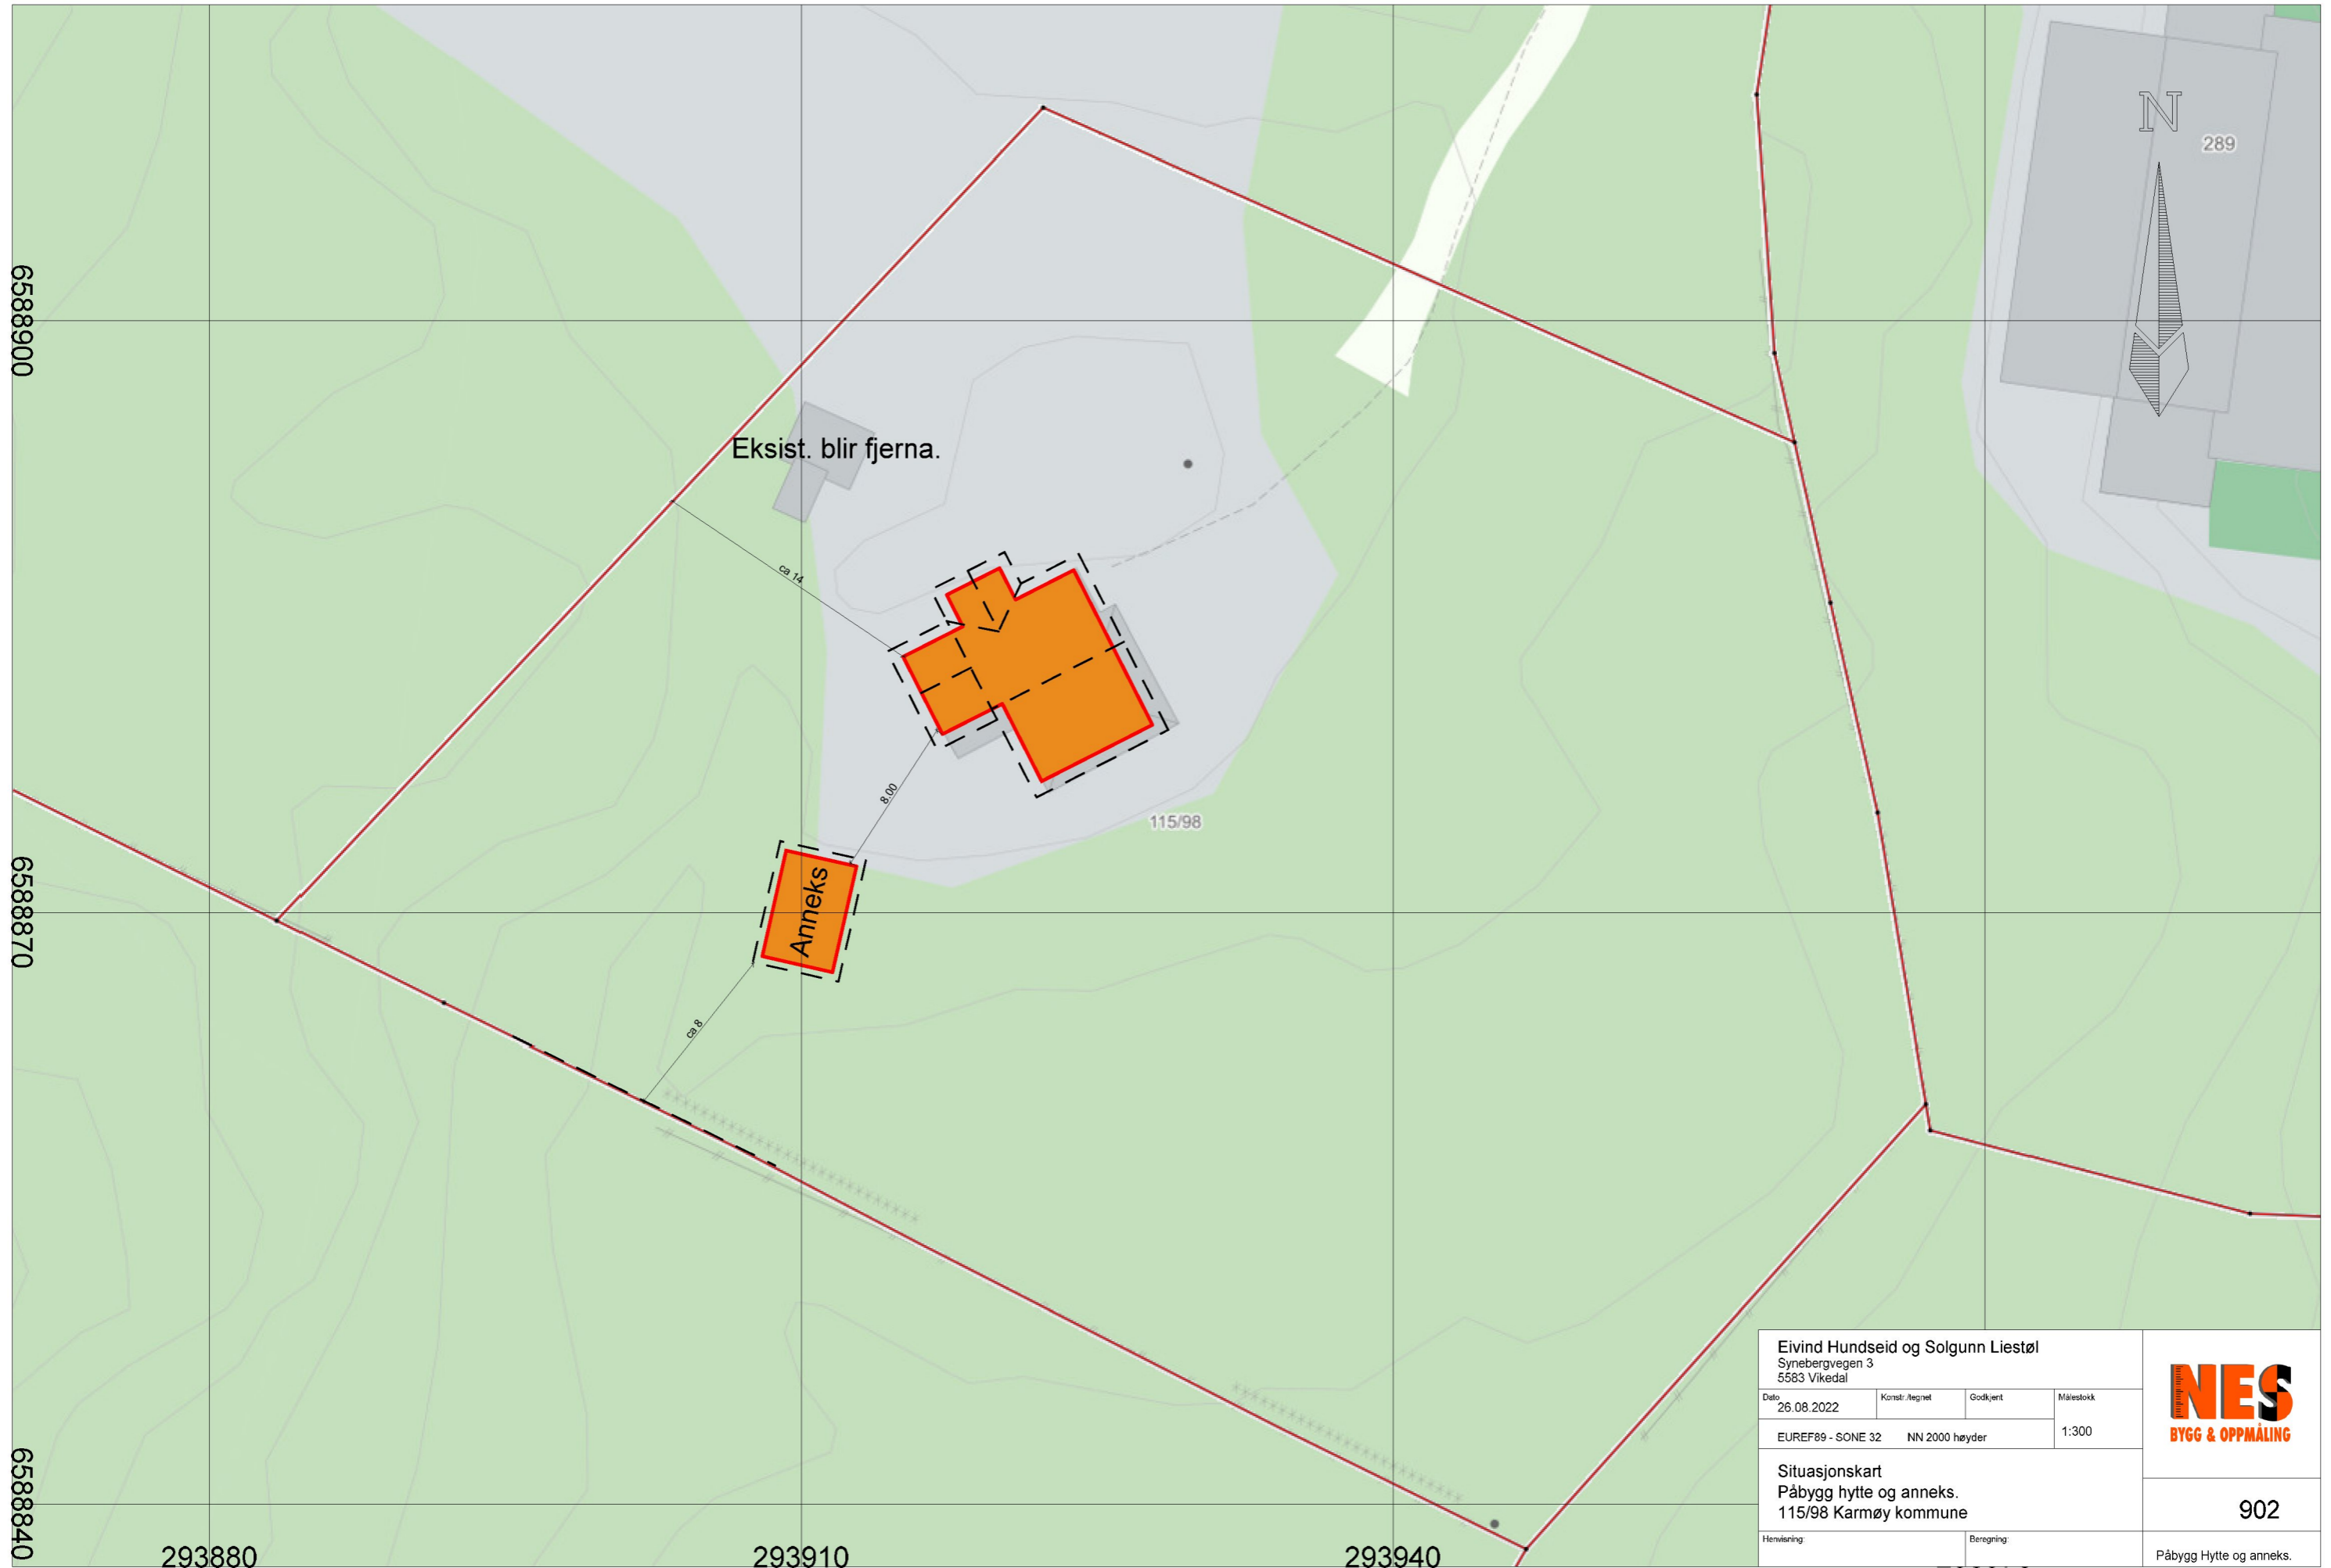 N
289
6588900
Eksist. blir fjerna.
ca 14
8.00
115/98
6588870
Anneks
ca 8
6588840
293880
293910
293940
Eivind Hundseid og Solgunn Liestøl
Synebergvegen 3
5583 Vikedal
Dato
26.08.2022
Konstr./tegnet
Godkjent
Målestokk
1:300
EUREF89 - SONE 32 NN 2000 høyder
NES
BYGG & OPPMÅLING
Situasjonskart
Påbygg hytte og anneks.
115/98 Karmøy kommune
902
Henvisning:
Beregning:
Påbygg Hytte og anneks.